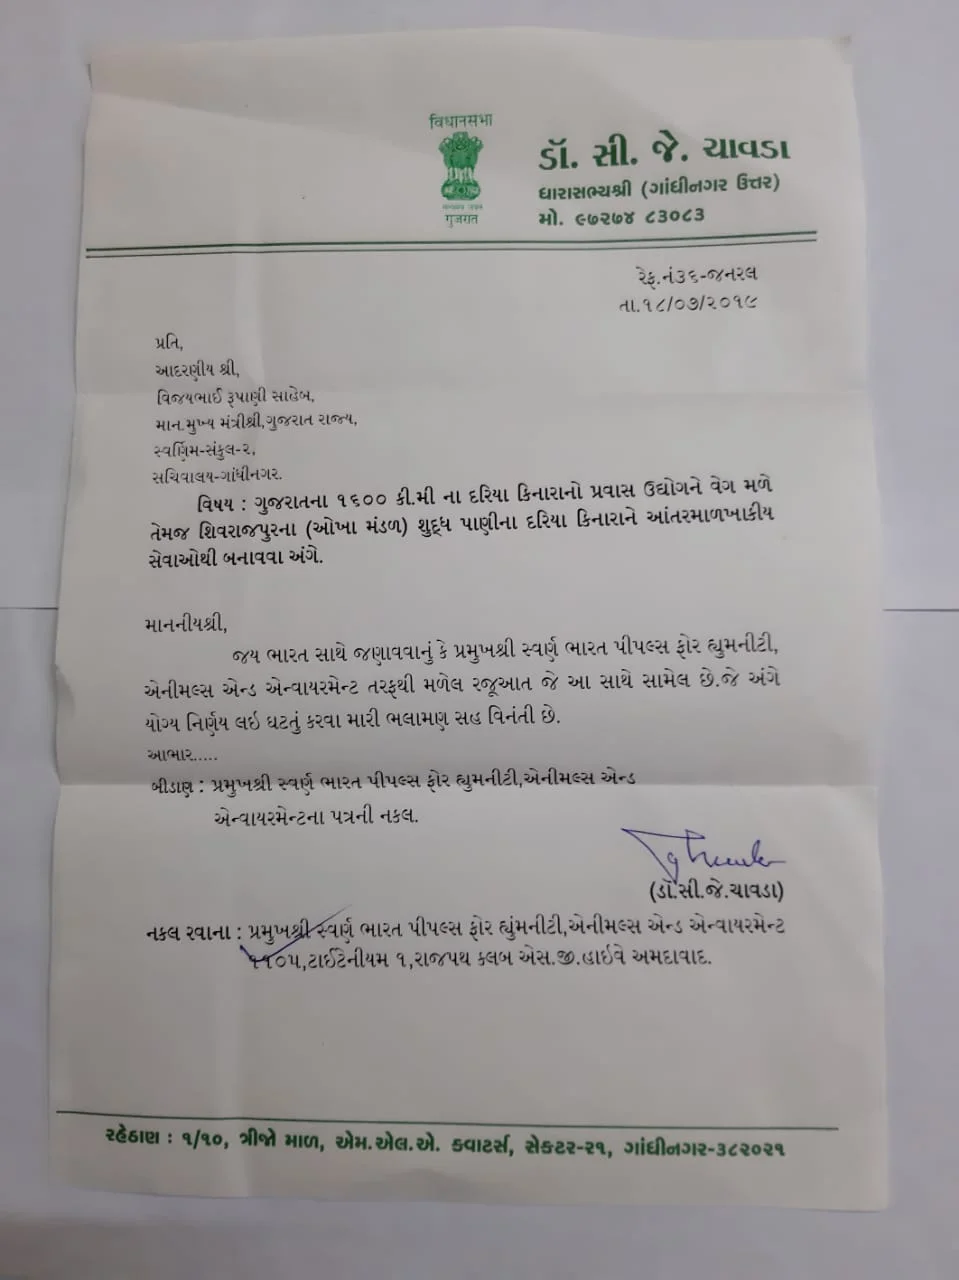 विधानसभा
ગુજરાત
ડૉ. સી. જે. ચાવડા
ધારાસભ્યશ્રી (ગાંધીનગર ઉત્તર)
મો. ૯૭૨૭૪ ૮૩૦૮૩
રેફ.નં૩૬-જનરલ
તા.૧૮/૦૭/૨૦૧૯
પ્રતિ,
આદરણીય શ્રી,
વિજયભાઈ રૂપાણી સાહેબ,
માન.મુખ્ય મંત્રીશ્રી,ગુજરાત રાજ્ય,
સ્વર્ણિમ-સંકુલ-૨,
સચિવાલય-ગાંધીનગર.
વિષય : ગુજરાતના ૧૬૦૦ કી.મી ના દરિયા કિનારાનો પ્રવાસ ઉદ્યોગને વેગ મળે
તેમજ શિવરાજપુરના (ઓખા મંડળ) શુદ્ધ પાણીના દરિયા કિનારાને આંતરમાળખાકીય
સેવાઓથી બનાવવા અંગે.
માનનીયશ્રી,
જય ભારત સાથે જણાવવાનું કે પ્રમુખશ્રી સ્વર્ણ ભારત પીપલ્સ ફોર હ્યુમનીટી,
એનીમલ્સ એન્ડ એન્વાયરમેન્ટ તરફથી મળેલ રજૂઆત જે આ સાથે સામેલ છે.જે અંગે
યોગ્ય નિર્ણય લઇ ઘટતું કરવા મારી ભલામણ સહ વિનંતી છે.
આભાર.....
બીડાણ : પ્રમુખશ્રી સ્વર્ણ ભારત પીપલ્સ ફોર હ્યુમનીટી,એનીમલ્સ એન્ડ
એન્વાયરમેન્ટના પત્રની નકલ.
(ડૉ.સી.જે.ચાવડા)
નકલ રવાના : પ્રમુખશ્રી સ્વર્ણ ભારત પીપલ્સ ફોર હ્યુંમનીટી,એનીમલ્સ એન્ડ એન્વાયરમેન્ટ
૧૧૦૫,ટાઈટેનીયમ ૧,રાજપથ કલબ એસ.જી.હાઇવે અમદાવાદ.
રહેઠાણ : ૧/૧૦, ત્રીજો માળ, એમ.એલ.એ. ક્વાટર્સ, સેક્ટર-૨૧, ગાંધીનગર-૩૮૨૦૨૧